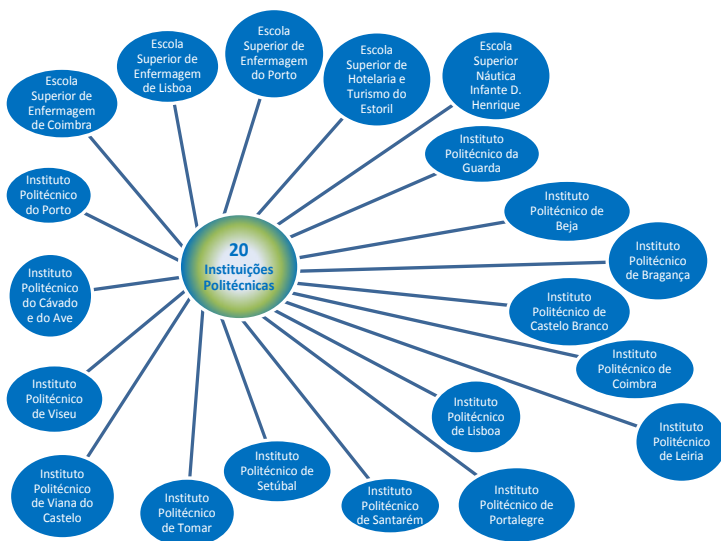 Escola
Superior de
Enfermagem
de Coimbra
Escola
Superior de
Enfermagem
de Lisboa
Escola
Superior de
Enfermagem
do Porto
Escola
Superior de
Hotelaria e
Turismo do
Estoril
Escola
Superior
Náutica
Infante D.
Henrique
Instituto
Politécnico da
Guarda
Instituto
Politécnico de
Beja
Instituto
Politécnico
de Bragança
Instituto
Politécnico de
Castelo Branco
Instituto
Politécnico de
Coimbra
Instituto
Politécnico
de Leiria
Instituto
Politécnico
de Lisboa
Instituto
Politécnico de
Portalegre
Instituto
Politécnico
de Santarém
Instituto
Politécnico de
Setúbal
Instituto
Politécnico
de Tomar
Instituto
Politécnico
de Viana do
Castelo
Instituto
Politécnico
de Viseu
Instituto
Politécnico
do Cávado
e do Ave
Instituto
Politécnico
do Porto
20
Instituições
Politécnicas